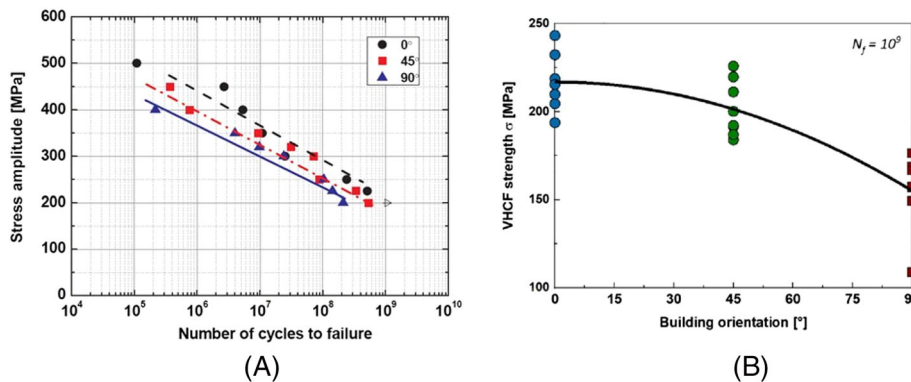 600
500
400
300
200
100
0
Stress amplitude [MPa]
0°
45°
90°
10⁴ 10⁵ 10⁶ 10⁷ 10⁸ 10⁹ 10¹⁰
Number of cycles to failure
(A)
250
200
150
100
VHCF strength σ [MPa]
N_f = 10⁹
0 15 30 45 60 75 90
Building orientation [°]
(B)